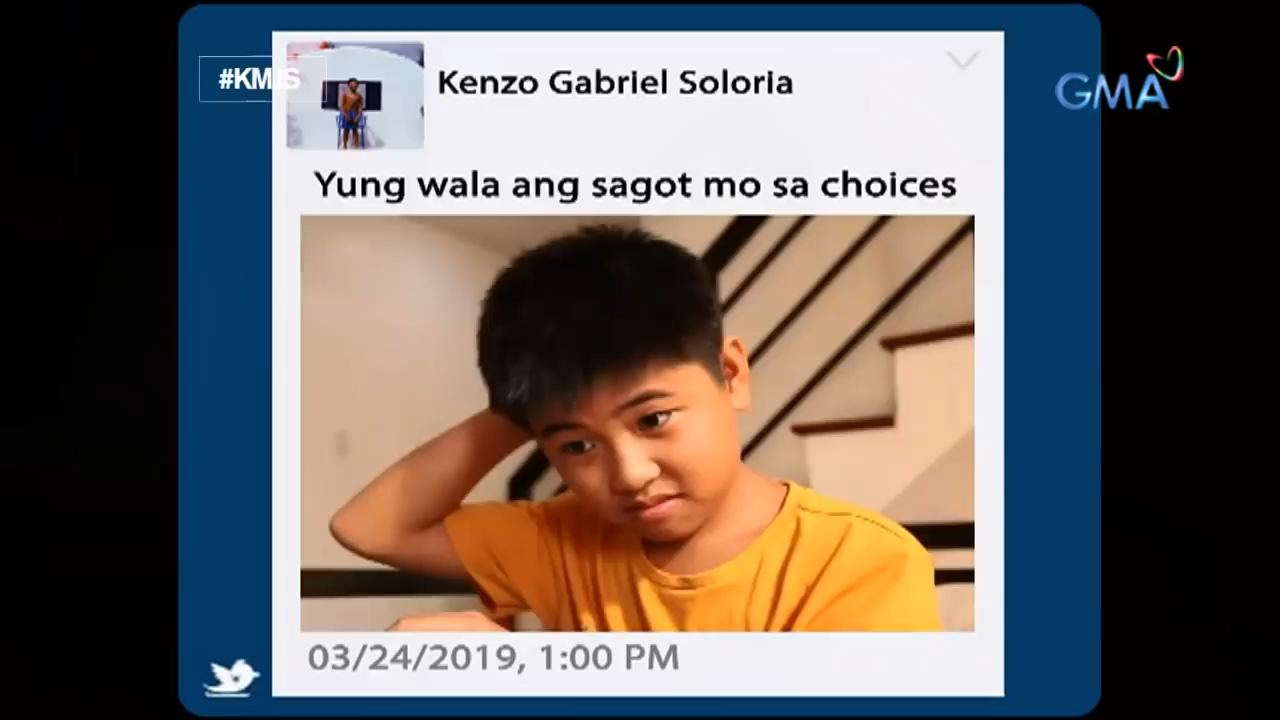 #KMJS
GMA
Kenzo Gabriel Soloria
Yung wala ang sagot mo sa choices
03/24/2019, 1:00 PM